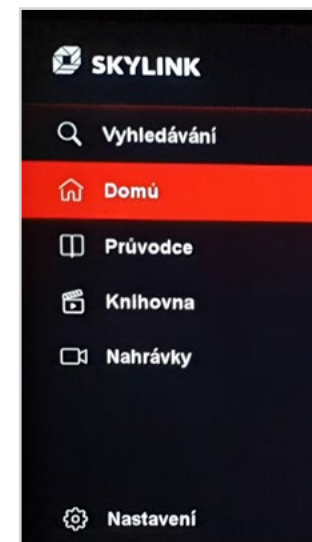 SKYLINK
Vyhledávání
Domů
Průvodce
Knihovna
Nahrávky
Nastavení